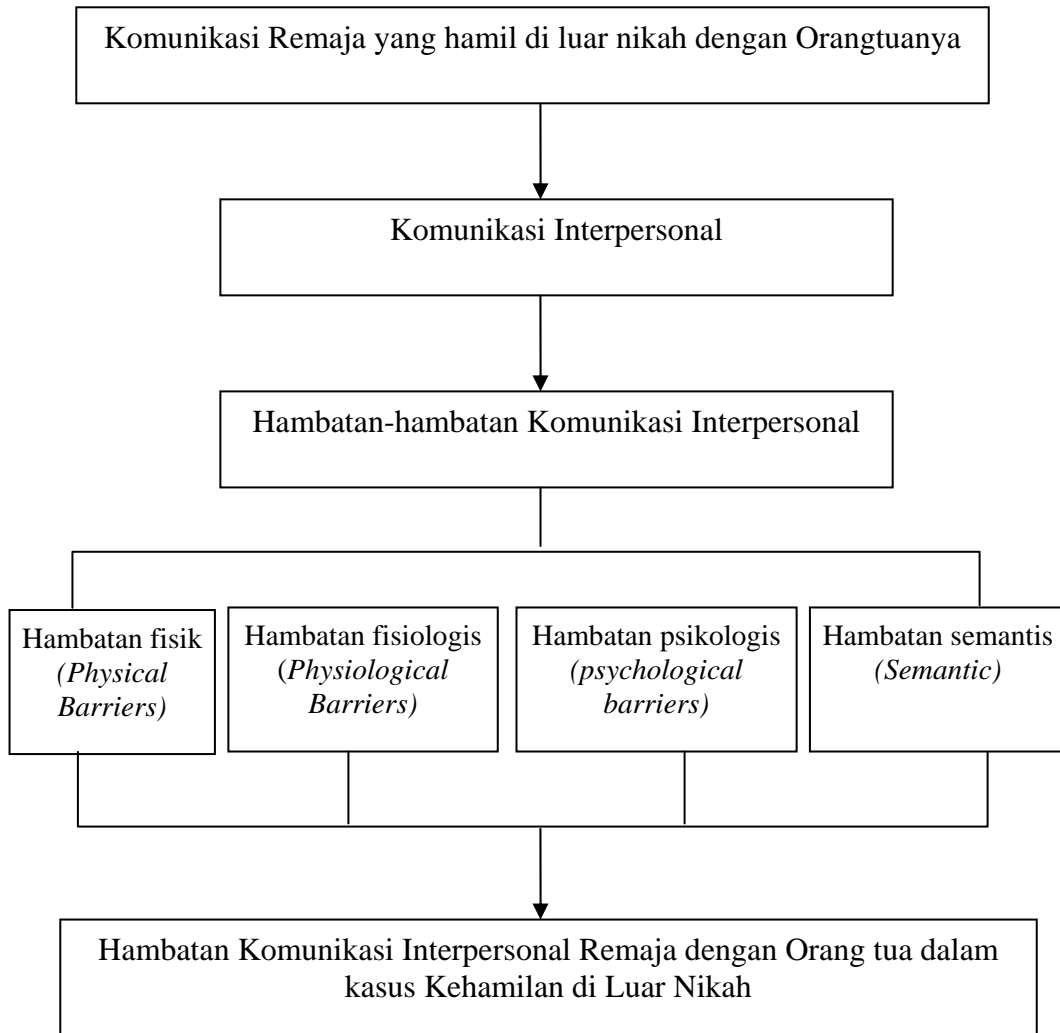 Komunikasi Remaja yang hamil di luar nikah dengan Orangtuanya
Komunikasi Interpersonal
Hambatan-hambatan Komunikasi Interpersonal
Hambatan fisik
(Physical
Barriers)
Hambatan fisiologis
(Physiological
Barriers)
Hambatan psikologis
(psychological
barriers)
Hambatan semantis
(Semantic)
Hambatan Komunikasi Interpersonal Remaja dengan Orang tua dalam
kasus Kehamilan di Luar Nikah